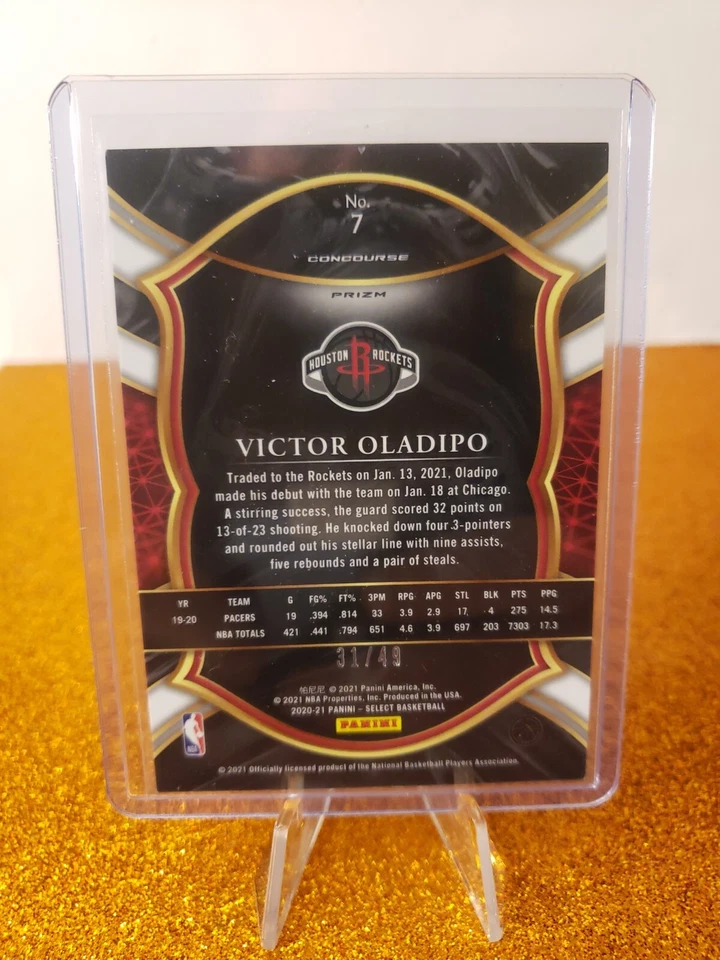 No.
7
CONCOURSE
PRIZM
HOUSTON R ROCKETS
VICTOR OLADIPO
Traded to the Rockets on Jan. 13, 2021, Oladipo
made his debut with the team on Jan. 18 at Chicago.
A stirring success, the guard scored 32 points on
13-of-23 shooting. He knocked down four 3-pointers
and rounded out his stellar line with nine assists,
five rebounds and a pair of steals.
YR TEAM G FG% FT% 3PM RPG APG STL BLK PTS PPG
19-20 PACERS 19 .394 .814 33 3.9 2.9 17 4 275 14.5
NBA TOTALS 421 .441 .794 651 4.6 3.9 697 203 7303 17.3
31/49
帕尼尼 © 2021 Panini America, Inc.
© 2021 NBA Properties, Inc. Produced in the USA.
2020-21 PANINI – SELECT BASKETBALL
PANINI
NBA
© 2021 Officially licensed product of the National Basketball Players Association.